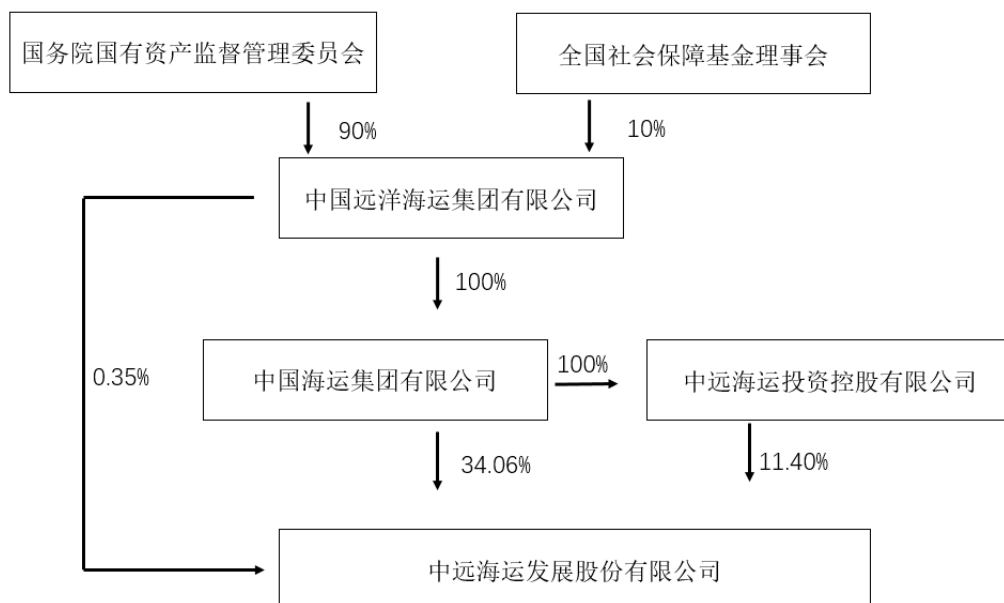 国务院国有资产监督管理委员会
全国社会保障基金理事会
90%
10%
中国远洋海运集团有限公司
100%
0.35%
中国海运集团有限公司
100%
中远海运投资控股有限公司
34.06%
11.40%
中远海运发展股份有限公司